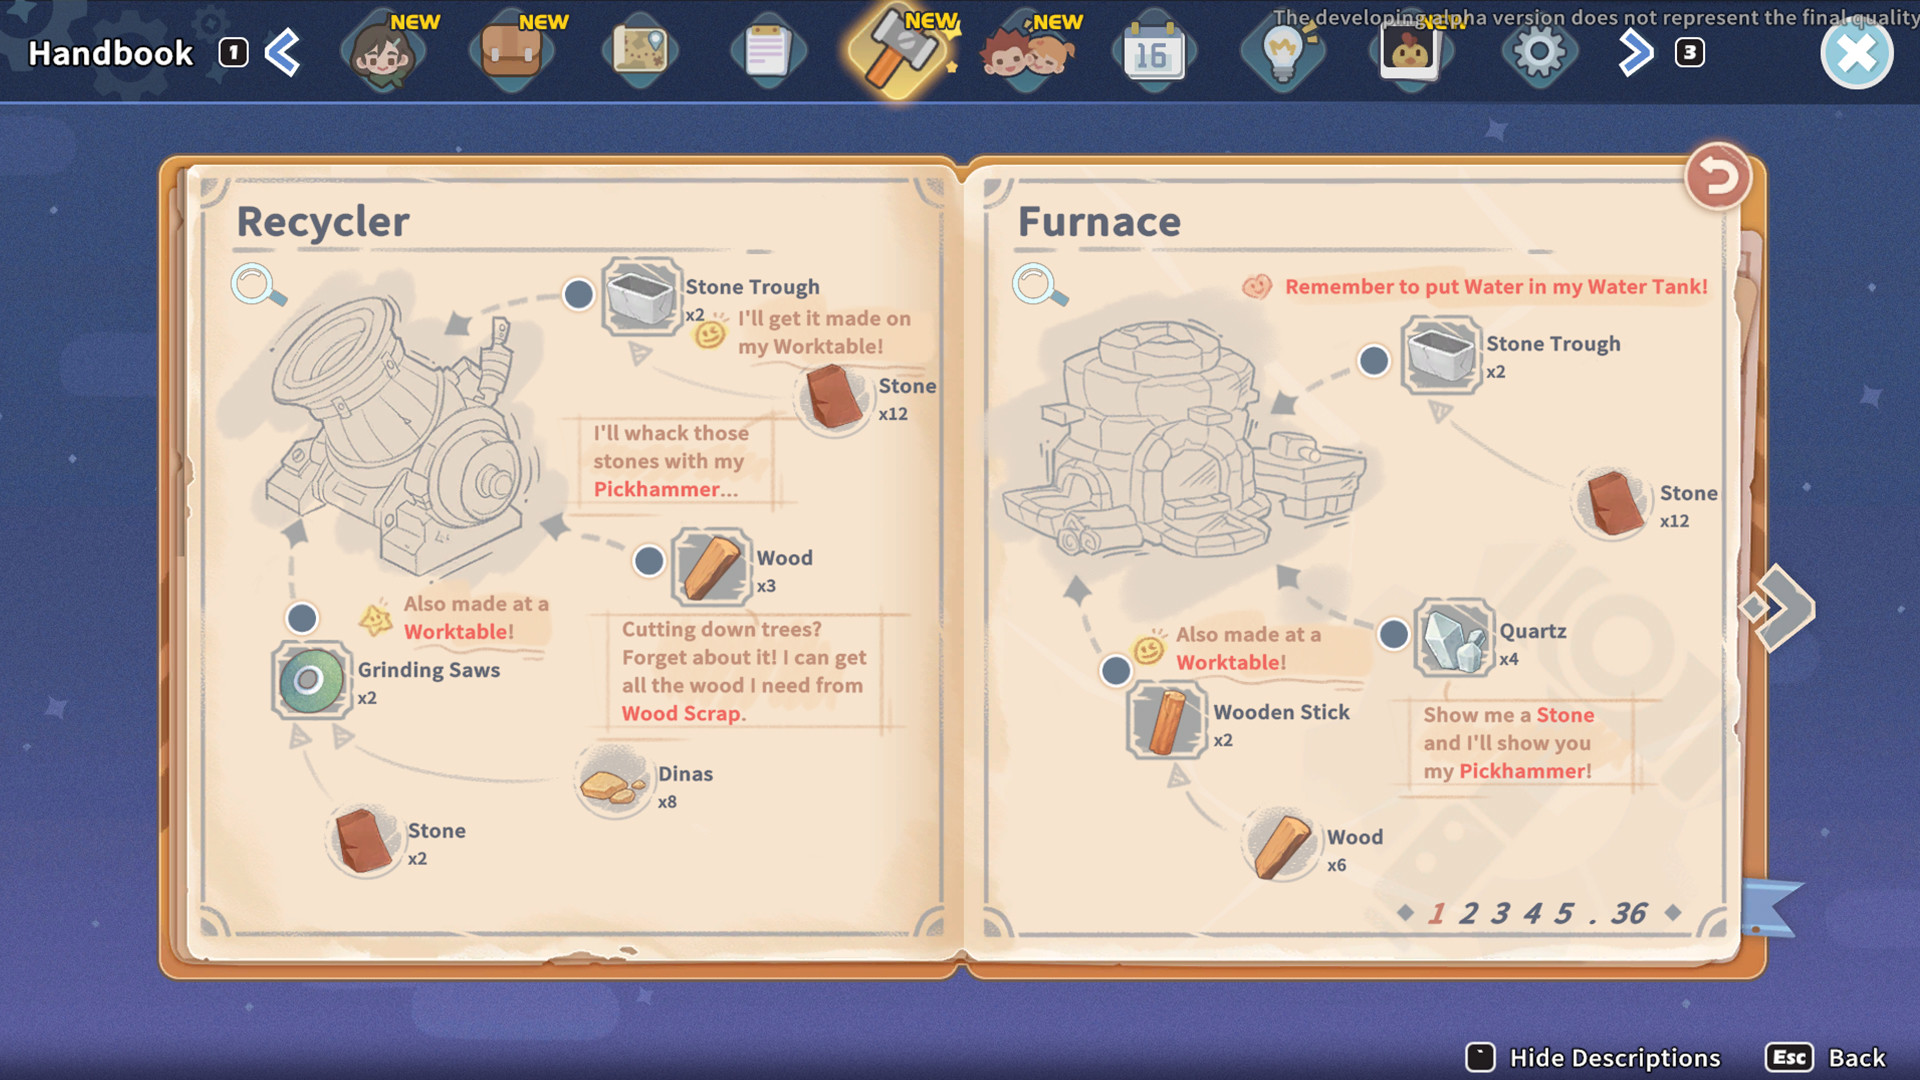 The developing alpha version does not represent the final quality
Handbook
1
NEW
NEW
NEW
NEW
16
NEW
3
Recycler
Stone Trough
x2
I'll get it made on
my Worktable!
Stone
x12
I'll whack those
stones with my
Pickhammer...
Wood
x3
Cutting down trees?
Forget about it! I can get
all the wood I need from
Wood Scrap.
Also made at a
Worktable!
Grinding Saws
x2
Dinas
x8
Stone
x2
Furnace
Remember to put Water in my Water Tank!
Stone Trough
x2
Stone
x12
Quartz
x4
Show me a Stone
and I'll show you
my Pickhammer!
Also made at a
Worktable!
Wooden Stick
x2
Wood
x6
1 2 3 4 5 . 36
` Hide Descriptions
Esc Back